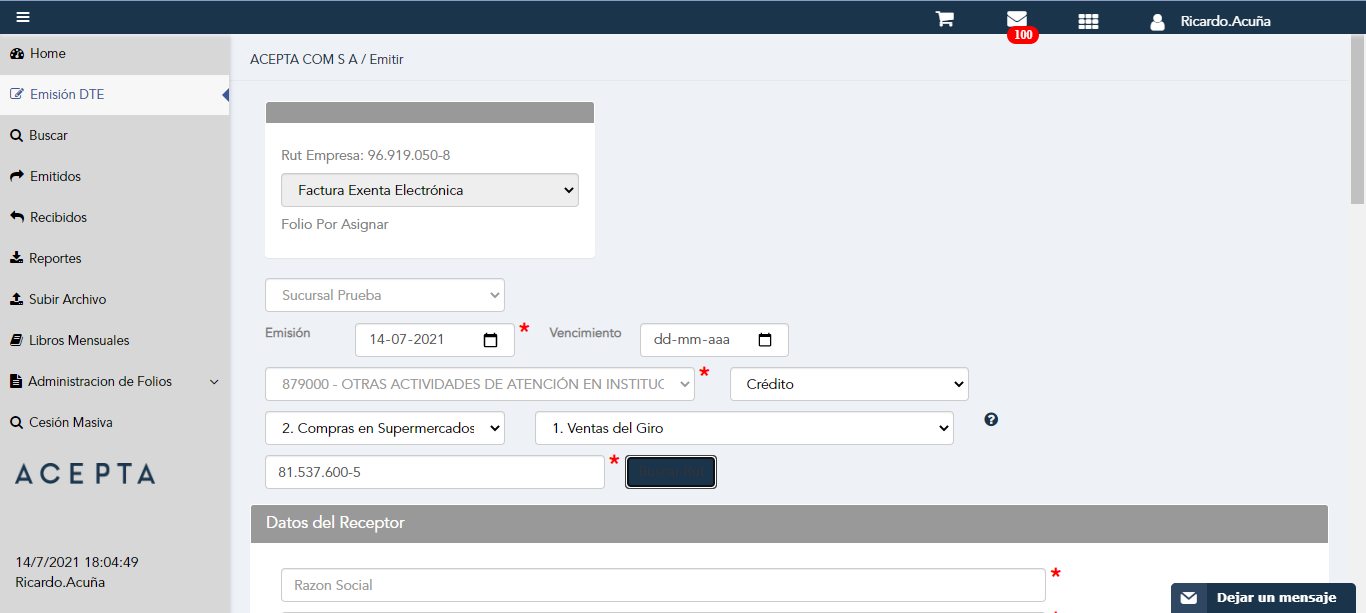 100
Ricardo.Acuña
Home
Emisión DTE
Buscar
Emitidos
Recibidos
Reportes
Subir Archivo
Libros Mensuales
Administracion de Folios
Cesión Masiva
ACEPTA
14/7/2021 18:04:49
Ricardo.Acuña
ACEPTA COM S A / Emitir
Rut Empresa: 96.919.050-8
Factura Exenta Electrónica
Folio Por Asignar
Sucursal Prueba
Emisión 14-07-2021 * Vencimiento dd-mm-aaa
879000 - OTRAS ACTIVIDADES DE ATENCIÓN EN INSTITUC * Crédito
2. Compras en Supermercados 1. Ventas del Giro ?
81.537.600-5 *
Datos del Receptor
Razon Social *
Dejar un mensaje